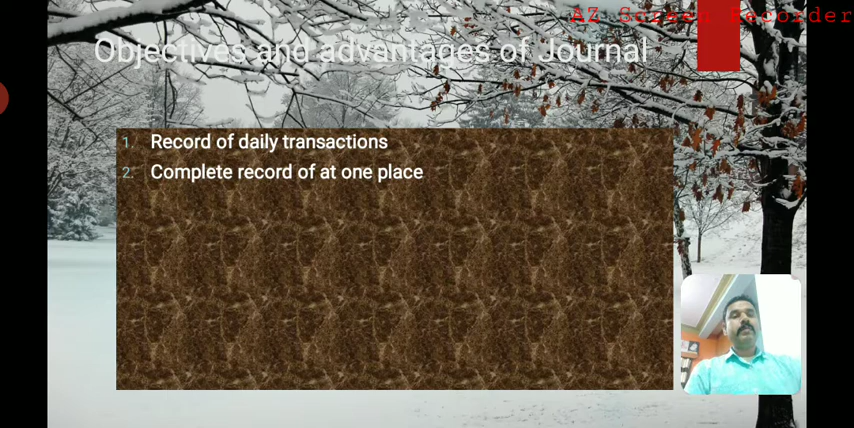 AZ Screen Recorder
Objectives and advantages of Journal
1. Record of daily transactions
2. Complete record of at one place